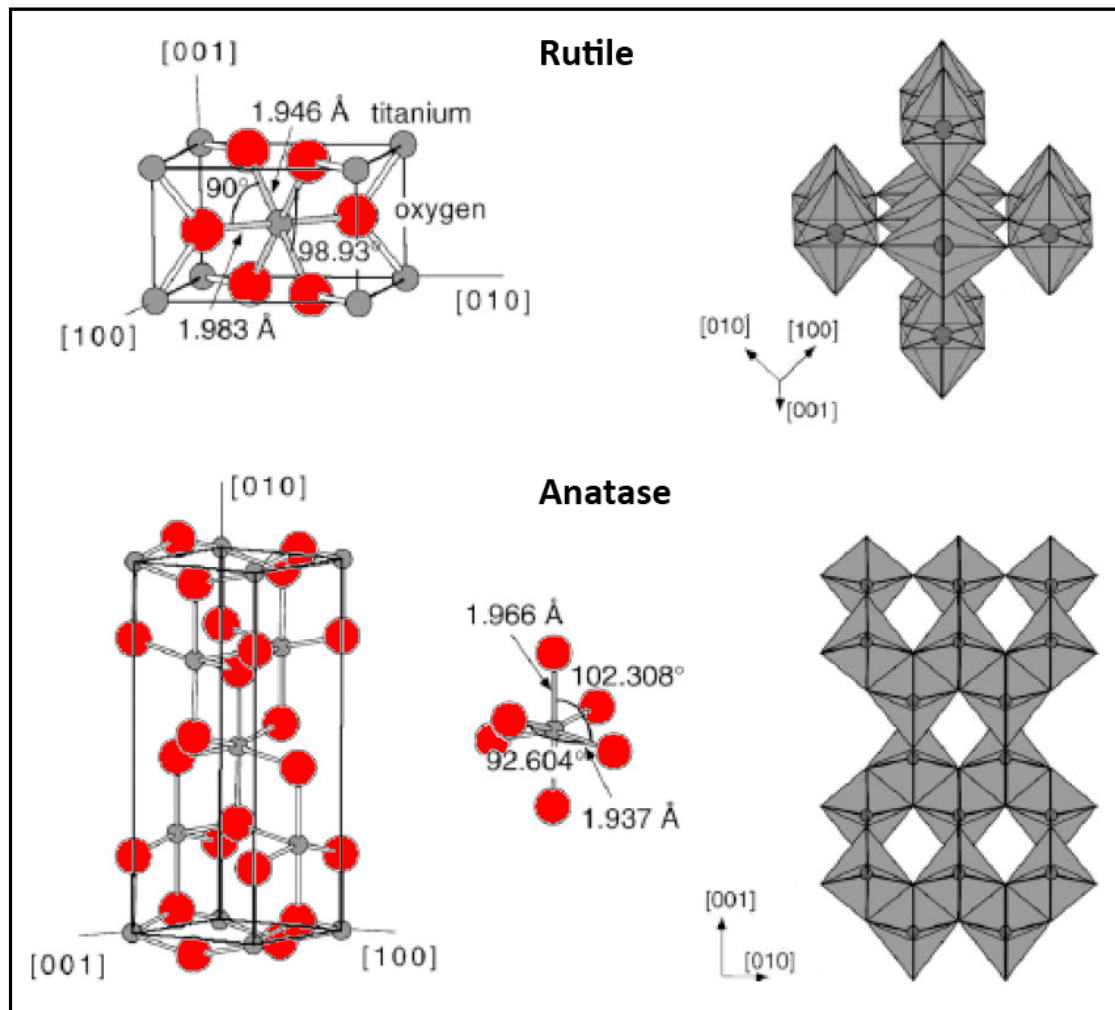 Rutile
[001]
1.946 Å
titanium
90°
oxygen
98.93°
[010]
[100]
1.983 Å
[010]
[100]
[001]
Anatase
[010]
1.966 Å
102.308°
92.604°
1.937 Å
[001]
[100]
[001]
[010]